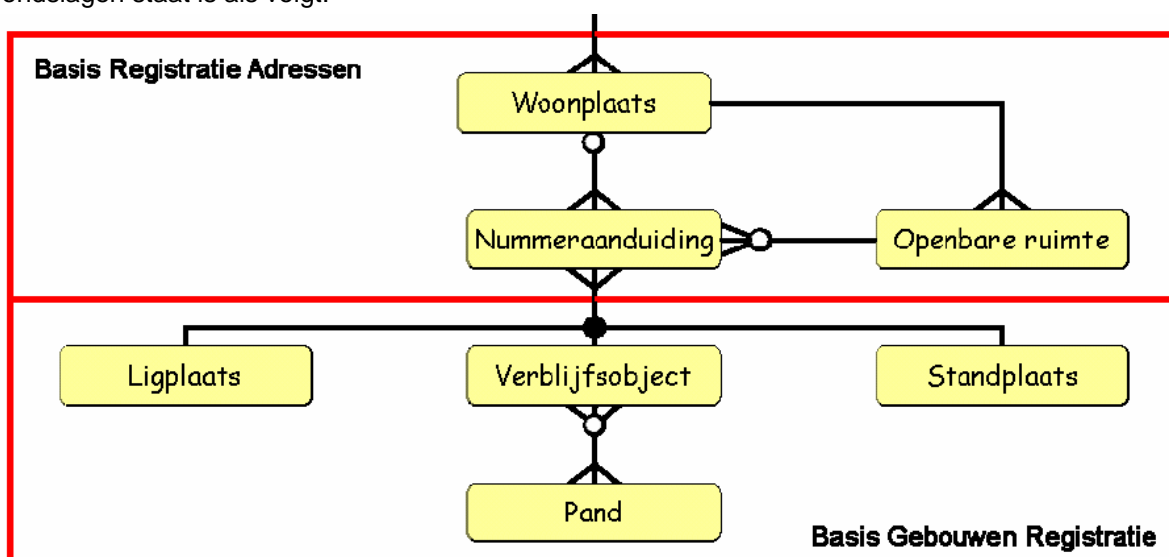 Basis Registratie Adressen
Woonplaats
Nummeraanduiding
Openbare ruimte
Ligplaats
Verblijfsobject
Standplaats
Pand
Basis Gebouwen Registratie